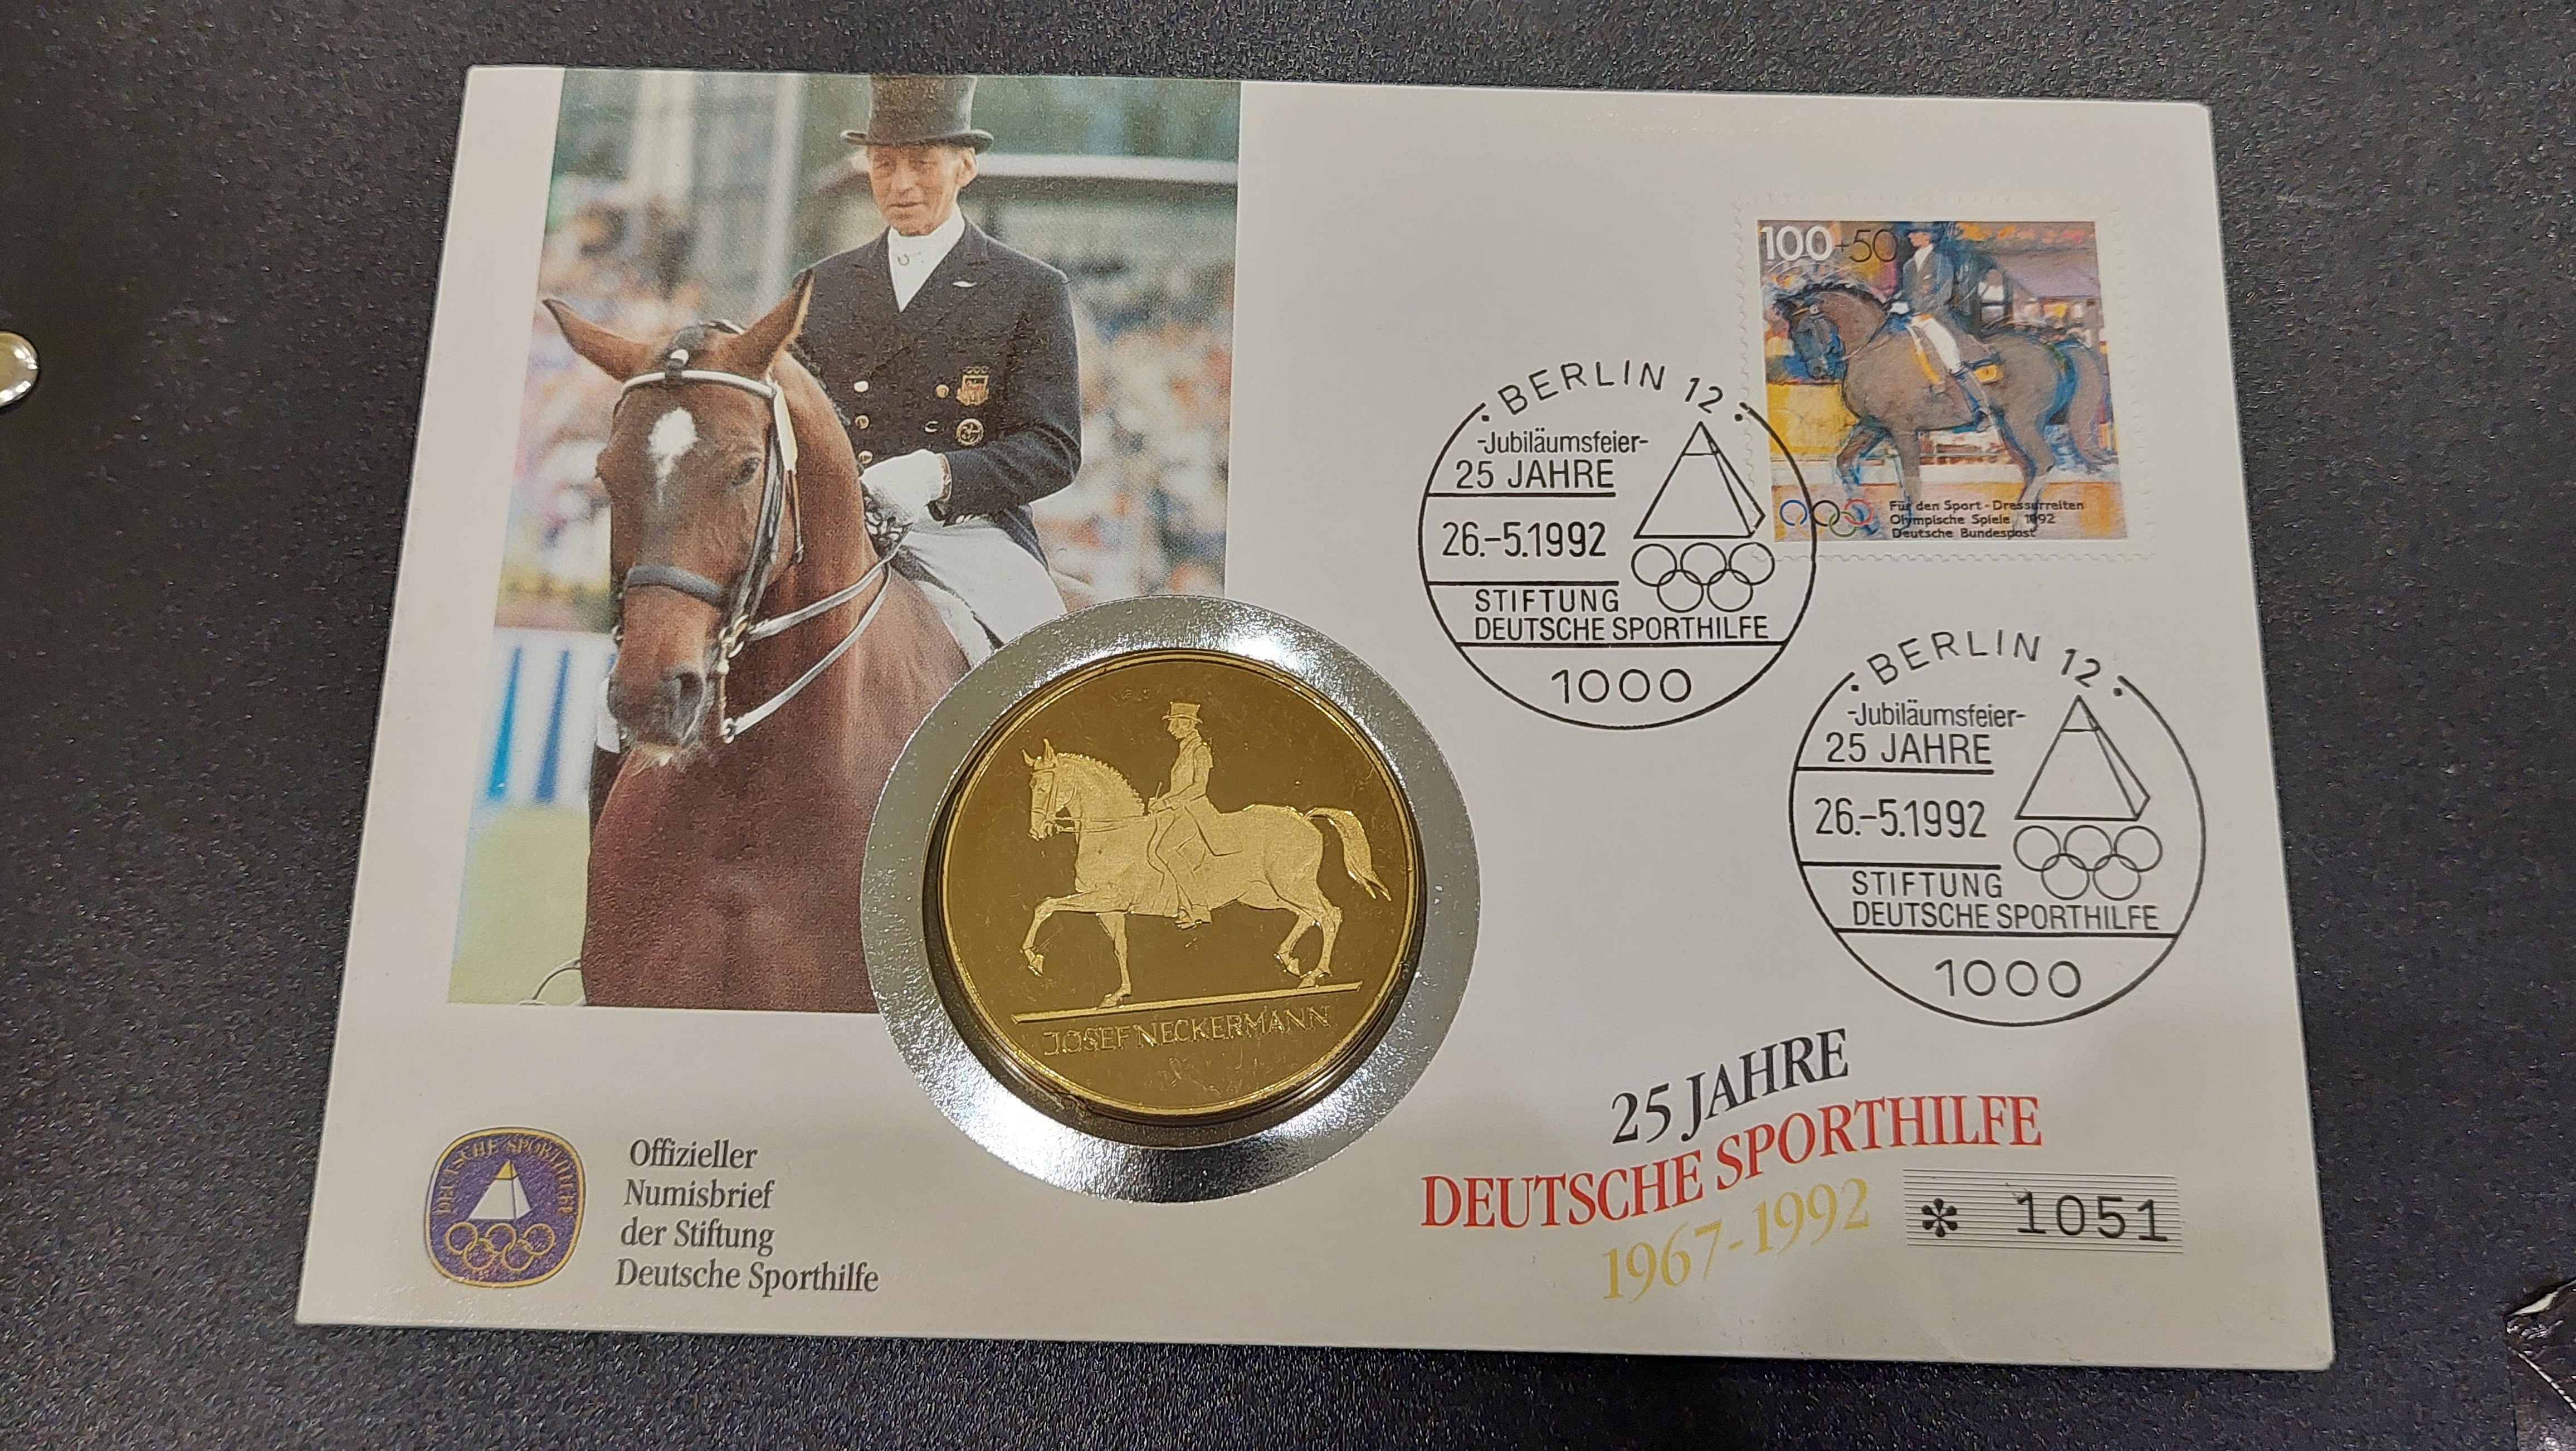 100+50
Für den Sport - Dressurreiten
Olympische Spiele 1992
Deutsche Bundespost
BERLIN 12
-Jubiläumsfeier-
25 JAHRE
26.-5.1992
STIFTUNG
DEUTSCHE SPORTHILFE
1000
BERLIN 12
-Jubiläumsfeier-
25 JAHRE
26.-5.1992
STIFTUNG
DEUTSCHE SPORTHILFE
1000
JOSEF NECKERMANN
25 JAHRE
DEUTSCHE SPORTHILFE
1967-1992
* 1051
DEUTSCHE SPORTHILFE
Offizieller
Numisbrief
der Stiftung
Deutsche Sporthilfe